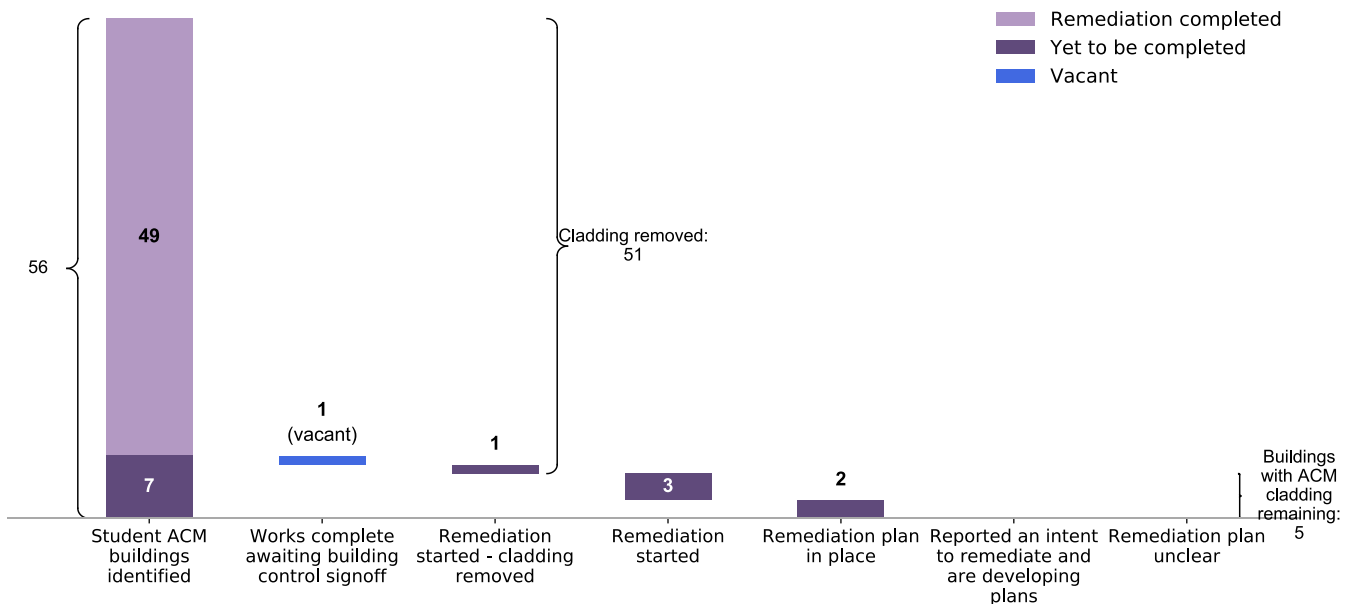 Remediation completed
Yet to be completed
Vacant
49
56
Cladding removed:
51
1
(vacant)
1
7
3
2
Buildings
with ACM
cladding
remaining:
5
Student ACM
buildings
identified
Works complete
awaiting building
control signoff
Remediation
started - cladding
removed
Remediation
started
Remediation plan
in place
Reported an intent
to remediate and
are developing
plans
Remediation plan
unclear